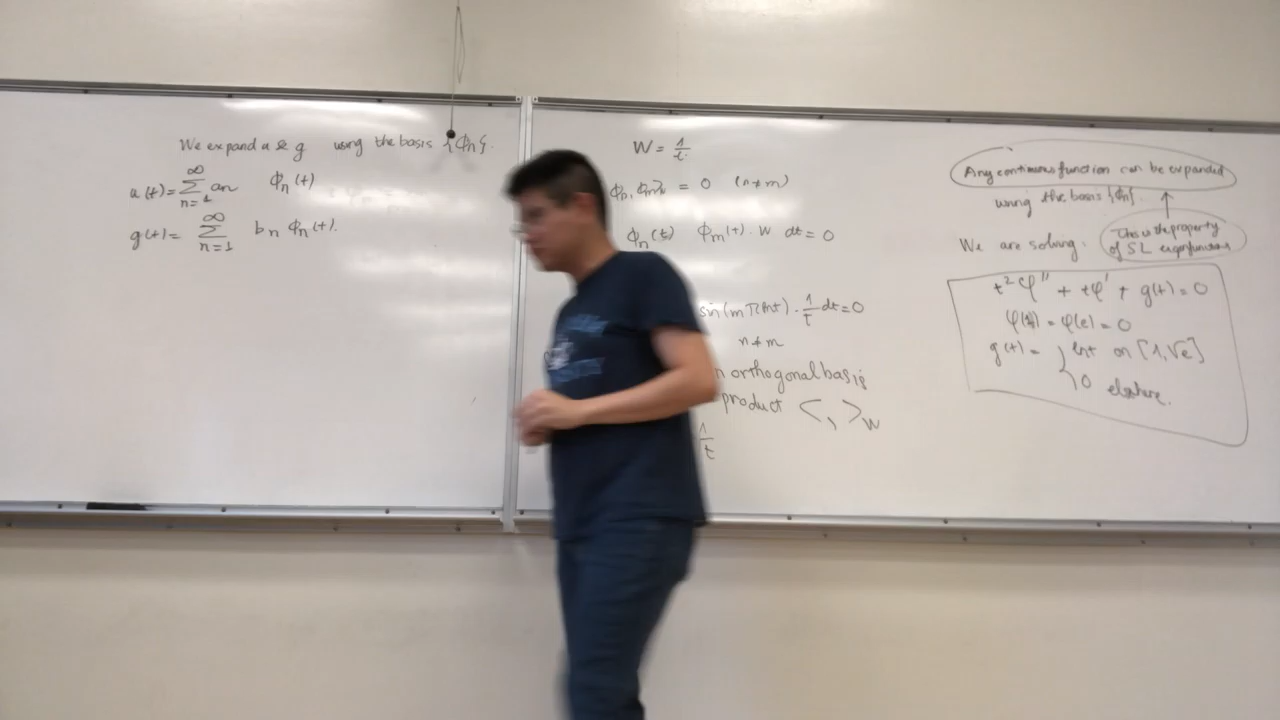 We expand a & g using the basis {ϕn}.
a(t) = ∑_{n=1}^{∞} an ϕn(t)
g(t) = ∑_{n=1}^{∞} bn ϕn(t).
W = 1/t
ϕn, ϕm⟩ = 0 (n≠m)
ϕn(t) ϕm(t) · W dt = 0
sin(mπlnt) · 1/t dt = 0
n≠m
orthogonal basis
product < , >_W
1/t
Any continuous function can be expanded
using the basis {ϕn}.
↑
This is the property
of SL eigenfunctions
We are solving:
t²φ'' + tφ' + g(t) = 0
φ(1) = φ(e) = 0
g(t) = { lnt on [1,√e]
0 elsewhere.